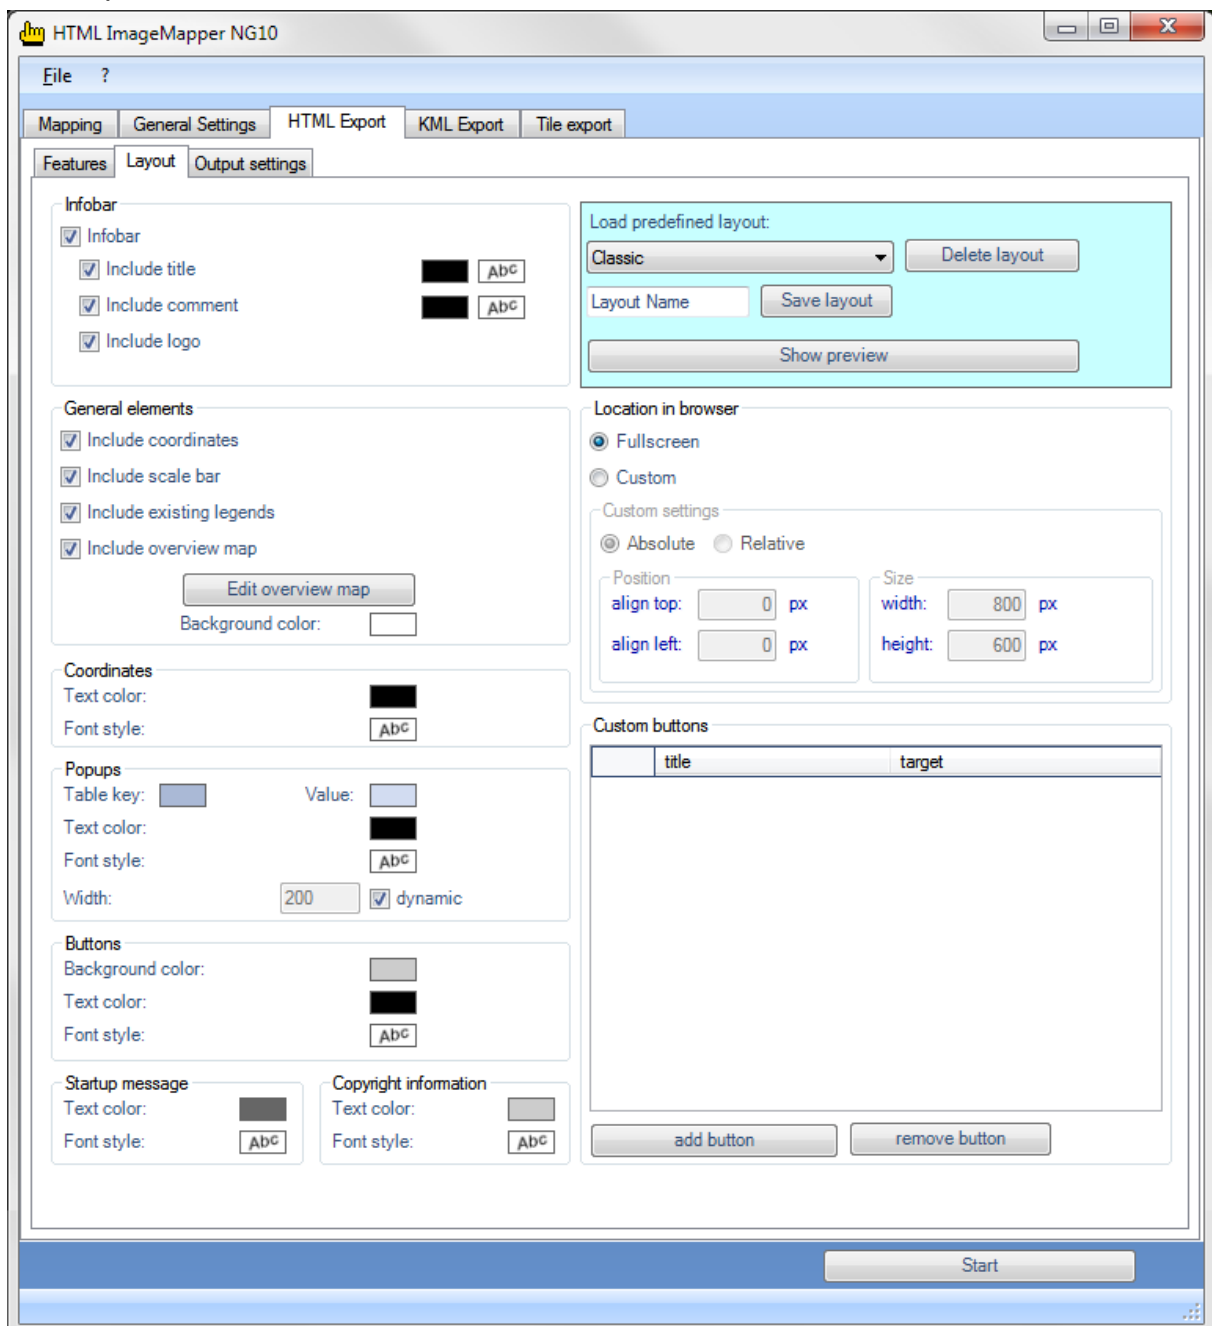 HTML ImageMapper NG10
File ?
Mapping General Settings HTML Export KML Export Tile export
Features Layout Output settings
Infobar
Infobar
Include title Abc
Include comment Abc
Include logo
Load predefined layout:
Classic Delete layout
Layout Name Save layout
Show preview
General elements
Include coordinates
Include scale bar
Include existing legends
Include overview map
Edit overview map
Background color:
Location in browser
Fullscreen
Custom
Custom settings
Absolute Relative
Position
align top: 0 px
align left: 0 px
Size
width: 800 px
height: 600 px
Coordinates
Text color:
Font style: Abc
Popups
Table key: Value:
Text color:
Font style: Abc
Width: 200 dynamic
Buttons
Background color:
Text color:
Font style: Abc
Startup message
Text color:
Font style: Abc
Copyright information
Text color:
Font style: Abc
Custom buttons
title target
add button remove button
Start